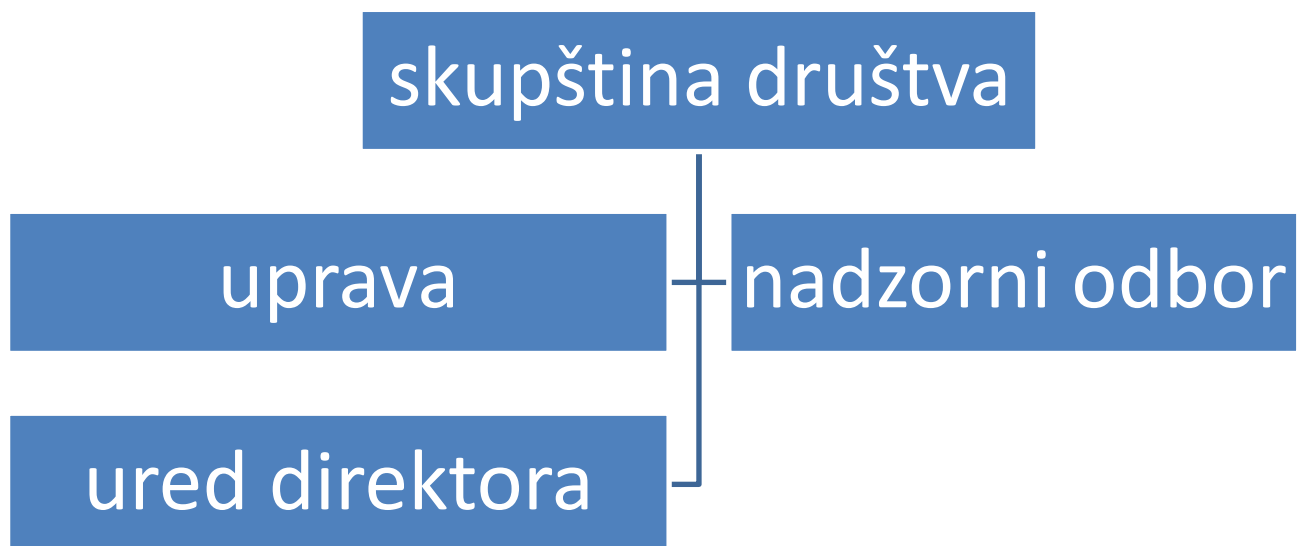 skupština društva
uprava
nadzorni odbor
ured direktora